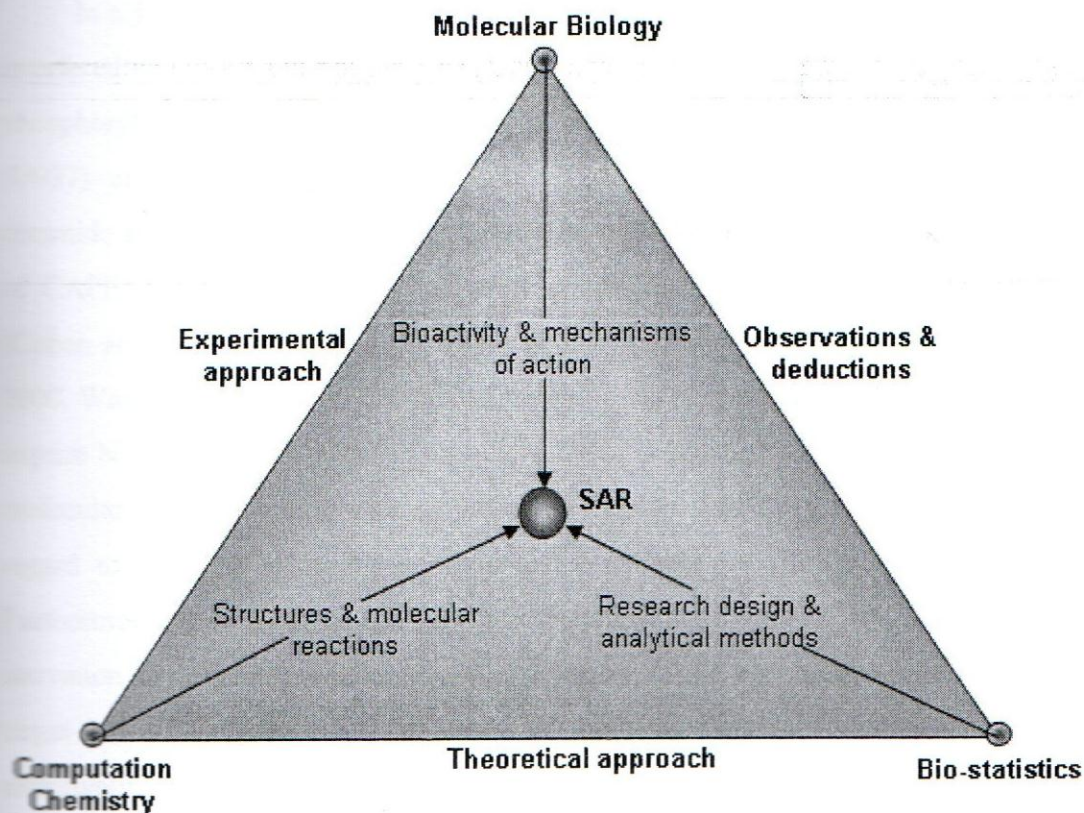 Molecular Biology
Experimental
approach
Bioactivity & mechanisms
of action
Observations &
deductions
SAR
Structures & molecular
reactions
Research design &
analytical methods
Theoretical approach
Computation
Chemistry
Bio-statistics